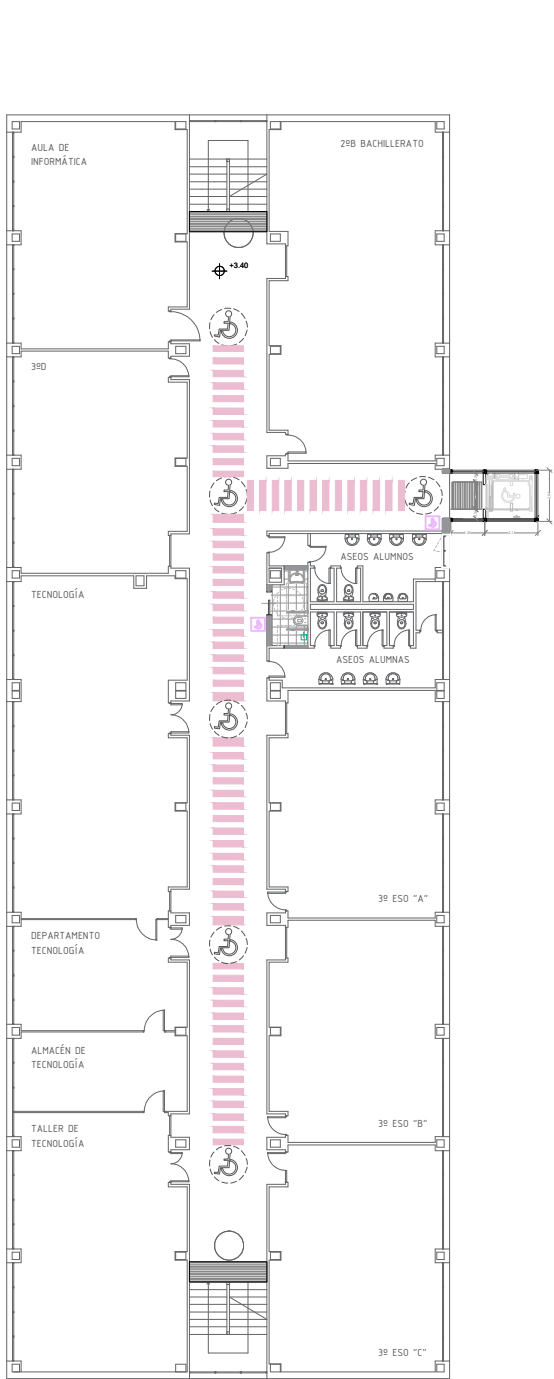 AULA DE
INFORMÁTICA
2ºB BACHILLERATO
+3.40
3ºD
ASEOS ALUMNOS
TECNOLOGÍA
ASEOS ALUMNAS
3º ESO "A"
DEPARTAMENTO
TECNOLOGÍA
ALMACÉN DE
TECNOLOGÍA
TALLER DE
TECNOLOGÍA
3º ESO "B"
3º ESO "C"